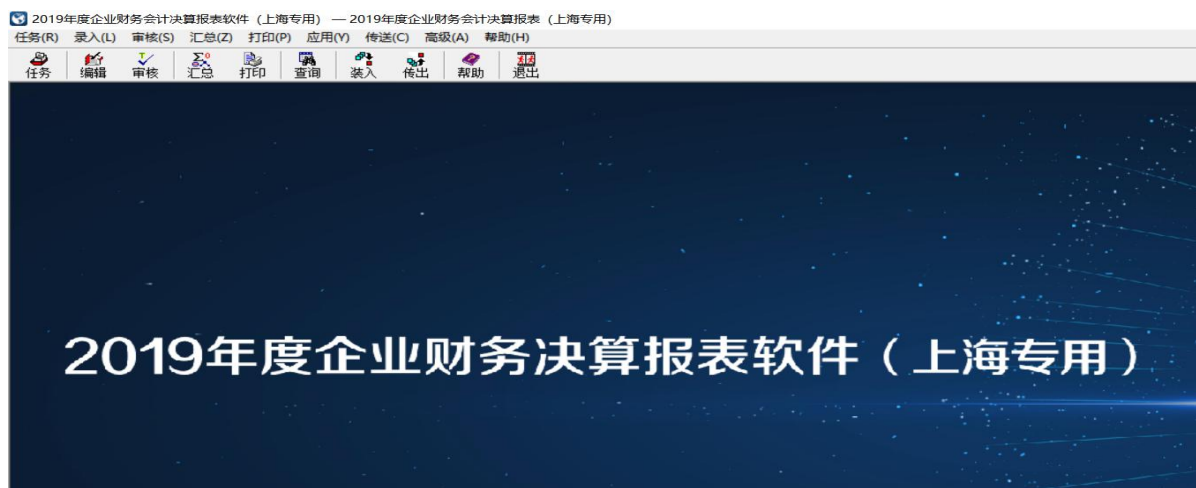 2019年度企业财务会计决算报表软件（上海专用） — 2019年度企业财务会计决算报表（上海专用）
任务(R) 录入(L) 审核(S) 汇总(Z) 打印(P) 应用(Y) 传送(C) 高级(A) 帮助(H)
任务 编辑 审核 汇总 打印 查询 装入 传出 帮助 退出
2019年度企业财务决算报表软件（上海专用）